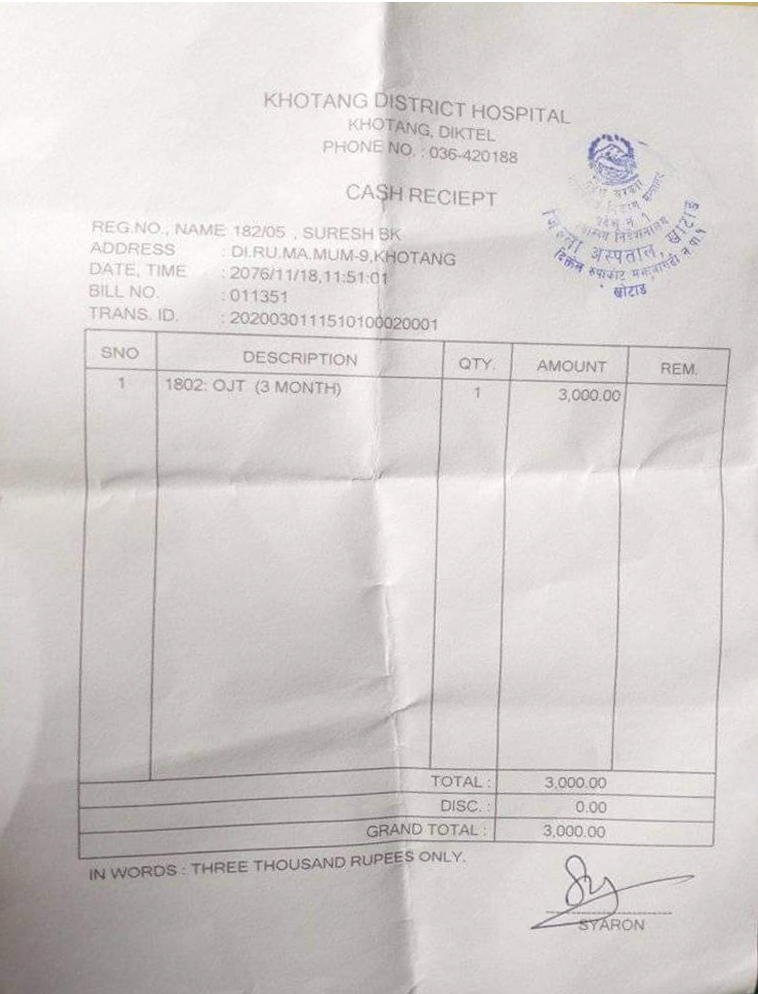 KHOTANG DISTRICT HOSPITAL
KHOTANG, DIKTEL
PHONE NO. : 036-420188
CASH RECIEPT
REG.NO., NAME 182/05 , SURESH BK
ADDRESS : DI.RU.MA.MUM-9,KHOTANG
DATE, TIME : 2076/11/18,11:51:01
BILL NO. : 011351
TRANS. ID. : 2020030111510100020001
जिल्ला अस्पताल, खोटाङ
खोटाङ
SNO DESCRIPTION QTY. AMOUNT REM.
1 1802: OJT (3 MONTH) 1 3,000.00
TOTAL : 3,000.00
DISC. : 0.00
GRAND TOTAL : 3,000.00
IN WORDS : THREE THOUSAND RUPEES ONLY.
SYARON